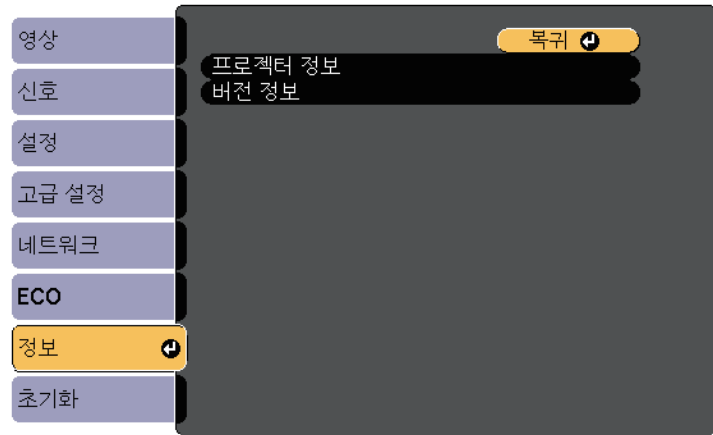 영상
신호
설정
고급 설정
네트워크
ECO
정보
초기화
복귀
프로젝터 정보
버전 정보